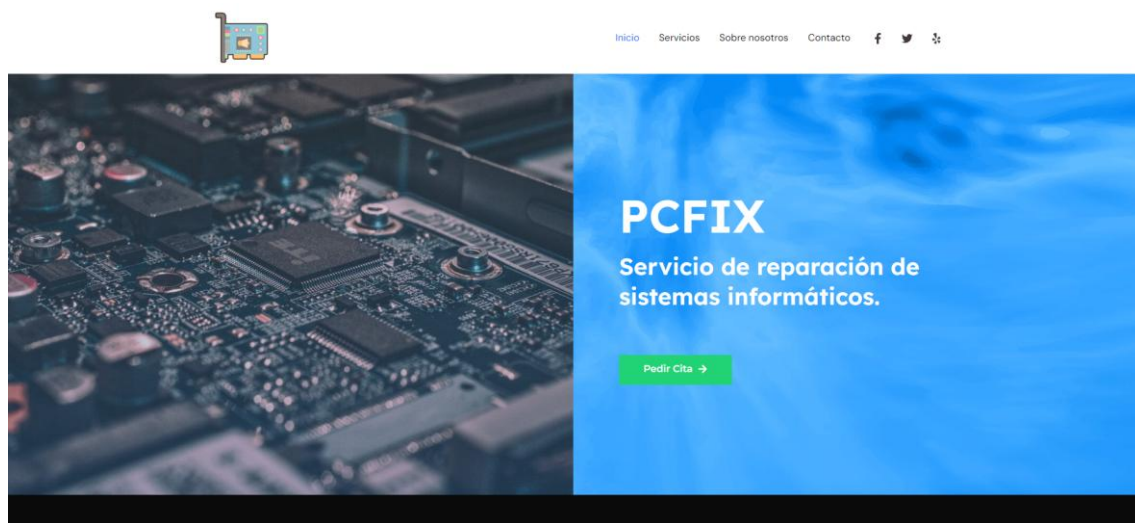 Inicio Servicios Sobre nosotros Contacto
PCFIX
Servicio de reparación de
sistemas informáticos.
Pedir Cita →